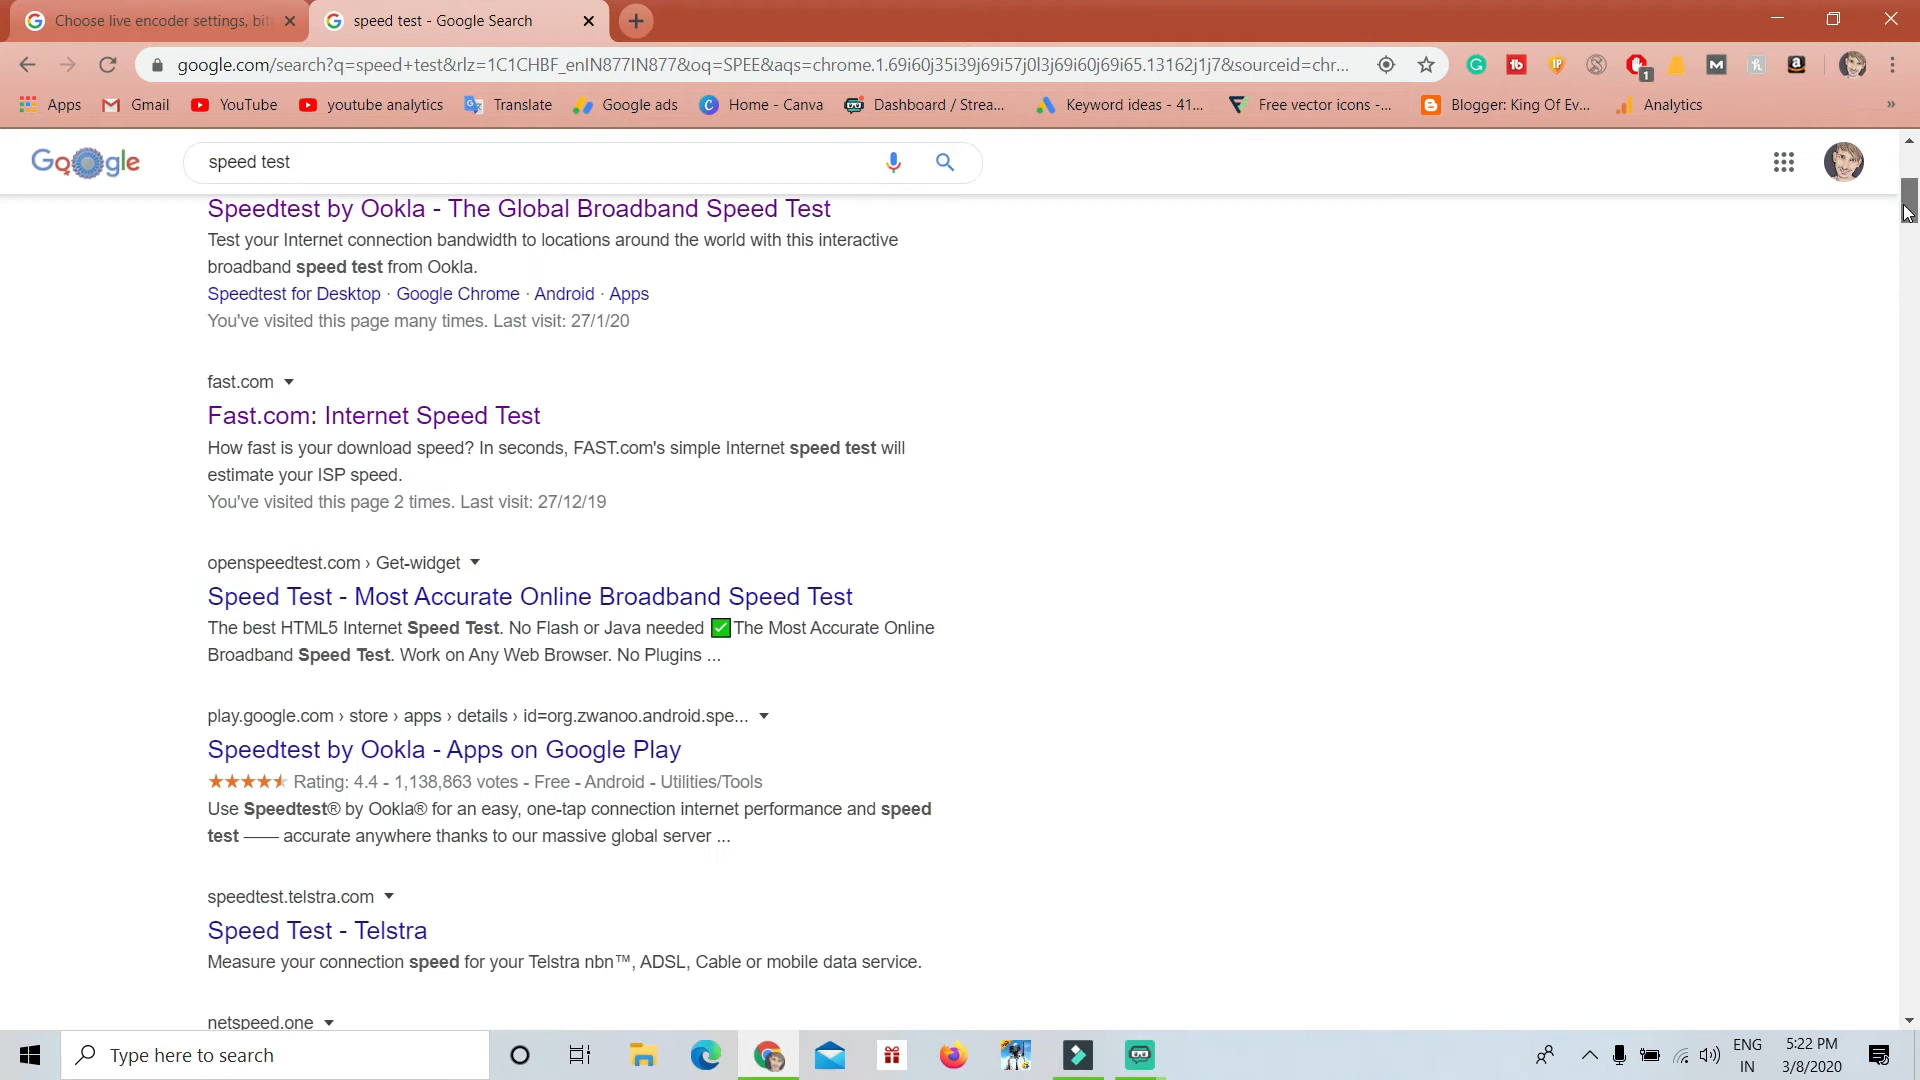 Choose live encoder settings, bit
speed test - Google Search
google.com/search?q=speed+test&rlz=1C1CHBF_enIN877IN877&oq=SPEE&aqs=chrome.1.69i60j35i39j69i57j0l3j69i60j69i65.13162j1j7&sourceid=chr...
1
Apps
Gmail
YouTube
youtube analytics
Translate
Google ads
Home - Canva
Dashboard / Strea...
Keyword ideas - 41...
Free vector icons -...
Blogger: King Of Ev...
Analytics
»
Google
speed test
Speedtest by Ookla - The Global Broadband Speed Test
Test your Internet connection bandwidth to locations around the world with this interactive
broadband speed test from Ookla.
Speedtest for Desktop · Google Chrome · Android · Apps
You've visited this page many times. Last visit: 27/1/20
fast.com
Fast.com: Internet Speed Test
How fast is your download speed? In seconds, FAST.com's simple Internet speed test will
estimate your ISP speed.
You've visited this page 2 times. Last visit: 27/12/19
openspeedtest.com › Get-widget
Speed Test - Most Accurate Online Broadband Speed Test
The best HTML5 Internet Speed Test. No Flash or Java needed ✅The Most Accurate Online
Broadband Speed Test. Work on Any Web Browser. No Plugins ...
play.google.com › store › apps › details › id=org.zwanoo.android.spe...
Speedtest by Ookla - Apps on Google Play
Rating: 4.4 - 1,138,863 votes - Free - Android - Utilities/Tools
Use Speedtest® by Ookla® for an easy, one-tap connection internet performance and speed
test —— accurate anywhere thanks to our massive global server ...
speedtest.telstra.com
Speed Test - Telstra
Measure your connection speed for your Telstra nbn™, ADSL, Cable or mobile data service.
netspeed.one
Type here to search
ENG
IN
5:22 PM
3/8/2020